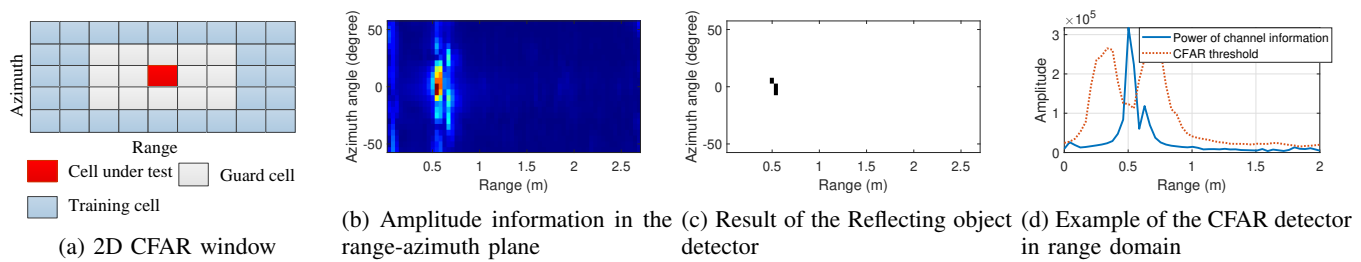 Azimuth
Range
Cell under test
Guard cell
Training cell
(a) 2D CFAR window
Azimuth angle (degree)
50
0
-50
0.5
1
1.5
2
2.5
Range (m)
(b) Amplitude information in the
range-azimuth plane
Azimuth angle (degree)
50
0
-50
0.5
1
1.5
2
2.5
Range (m)
(c) Result of the Reflecting object
detector
×10⁵
Power of channel information
CFAR threshold
Amplitude
3
2
1
0
0
0.5
1
1.5
2
Range (m)
(d) Example of the CFAR detector
in range domain